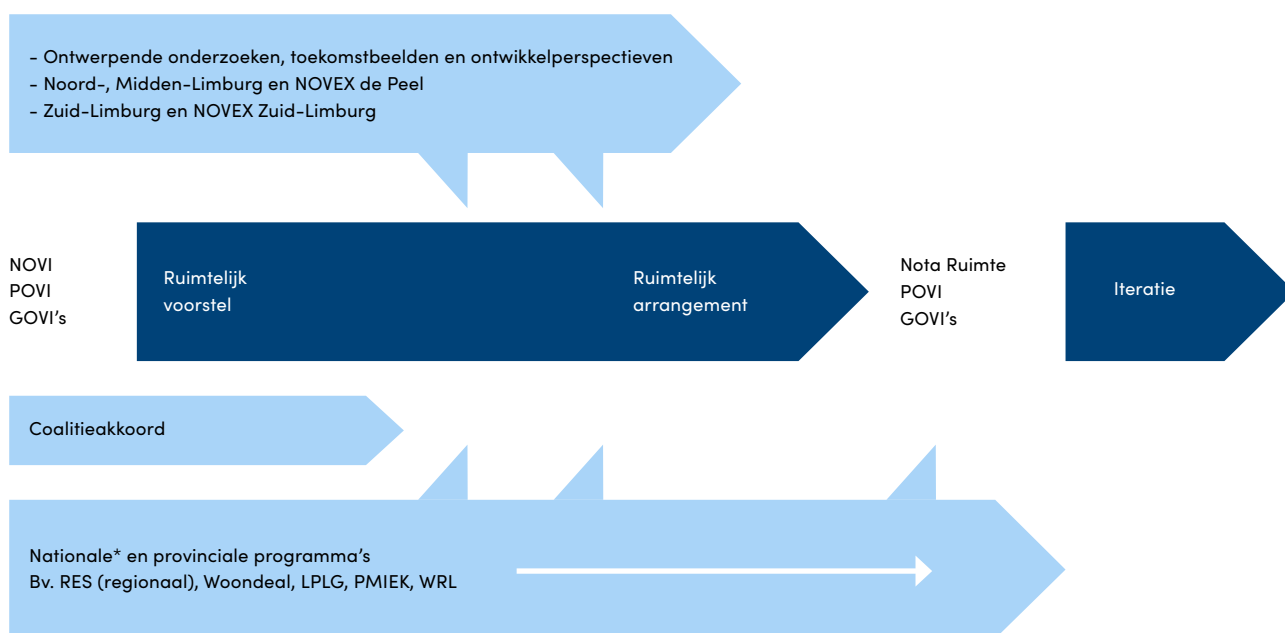 - Ontwerpende onderzoeken, toekomstbeelden en ontwikkelperspectieven
- Noord-, Midden-Limburg en NOVEX de Peel
- Zuid-Limburg en NOVEX Zuid-Limburg
NOVI
POVI
GOVI's
Ruimtelijk
voorstel
Ruimtelijk
arrangement
Nota Ruimte
POVI
GOVI's
Iteratie
Coalitieakkoord
Nationale* en provinciale programma's
Bv. RES (regionaal), Woondeal, LPLG, PMIEK, WRL